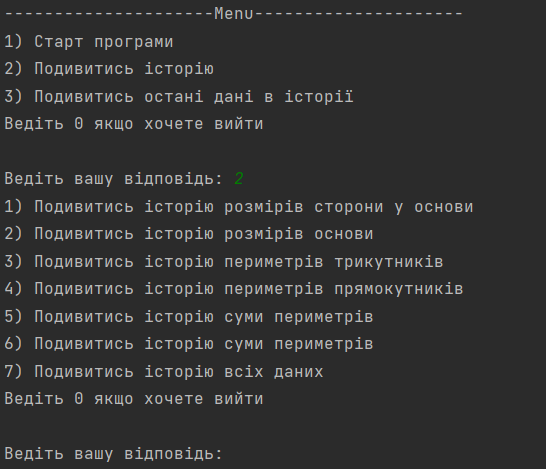 ---------------------Menu---------------------
1) Старт програми
2) Подивитись історію
3) Подивитись остані дані в історії
Ведіть 0 якщо хочете вийти
Ведіть вашу відповідь: 2
1) Подивитись історію розмірів сторони у основи
2) Подивитись історію розмірів основи
3) Подивитись історію периметрів трикутників
4) Подивитись історію периметрів прямокутників
5) Подивитись історію суми периметрів
6) Подивитись історію суми периметрів
7) Подивитись історію всіх даних
Ведіть 0 якщо хочете вийти
Ведіть вашу відповідь: